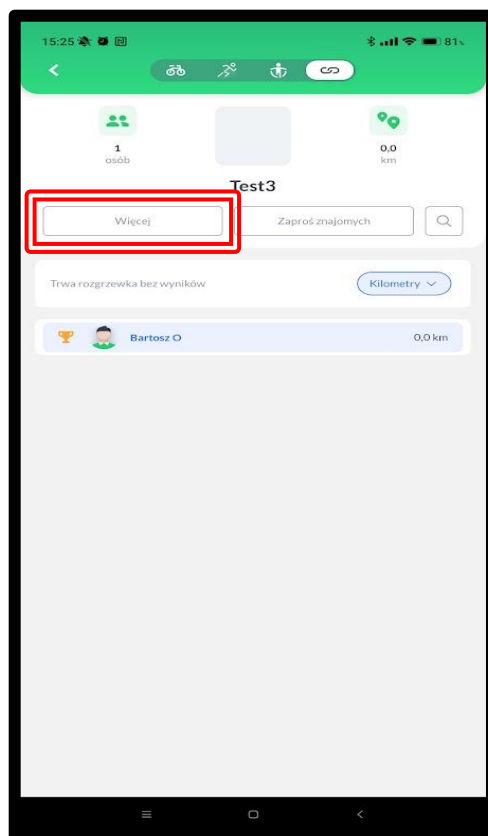 15:25
81%
1
osób
0,0
km
Test3
Więcej
Zaproś znajomych
Trwa rozgrzewka bez wyników
Kilometry
Bartosz O
0,0 km